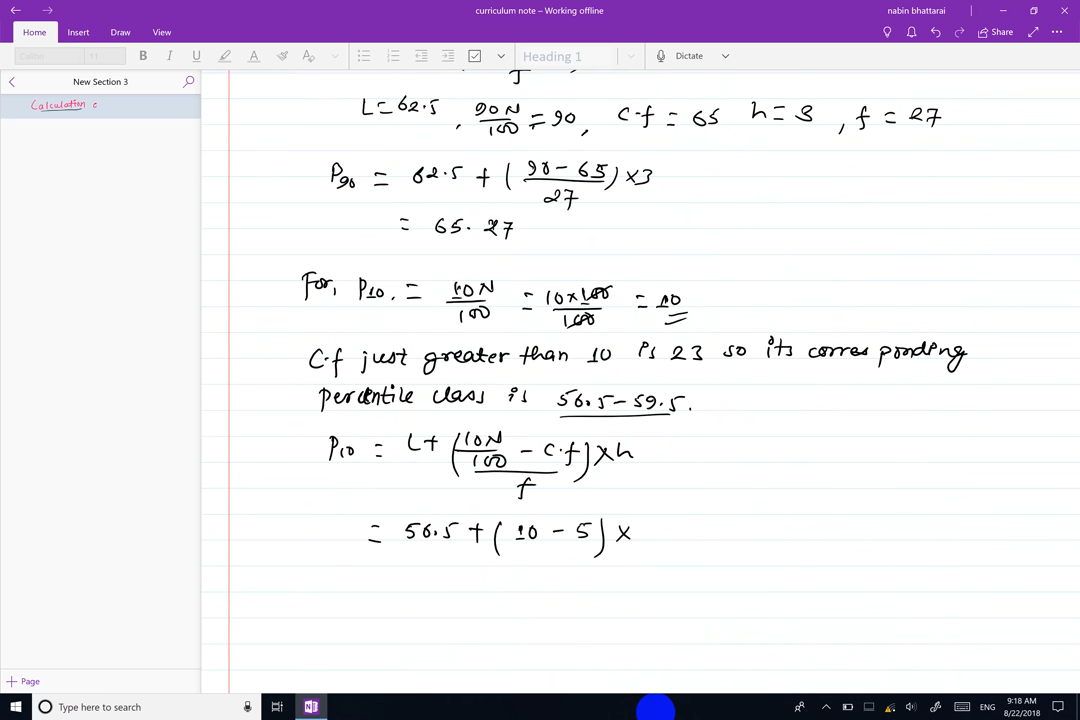 curriculum note – Working offline
nabin bhattarai
Home Insert Draw View
Share
Calibri 11 B I U A Heading 1 Dictate
New Section 3
Calculation o
f
L = 62.5, 90N/100 = 90, C.f = 65 h = 3, f = 27
P90 = 62.5 + (90 - 65 / 27) × 3
= 65.27
For, P10. = 10N/100 = 10×100/100 = 10
C.f just greater than 10 is 23 so its corresponding
percentile class is 56.5 – 59.5.
P10 = L + (10N/100 - C.f / f) × h
= 56.5 + (10 - 5) ×
Page
Type here to search
ENG
9:18 AM
8/22/2018